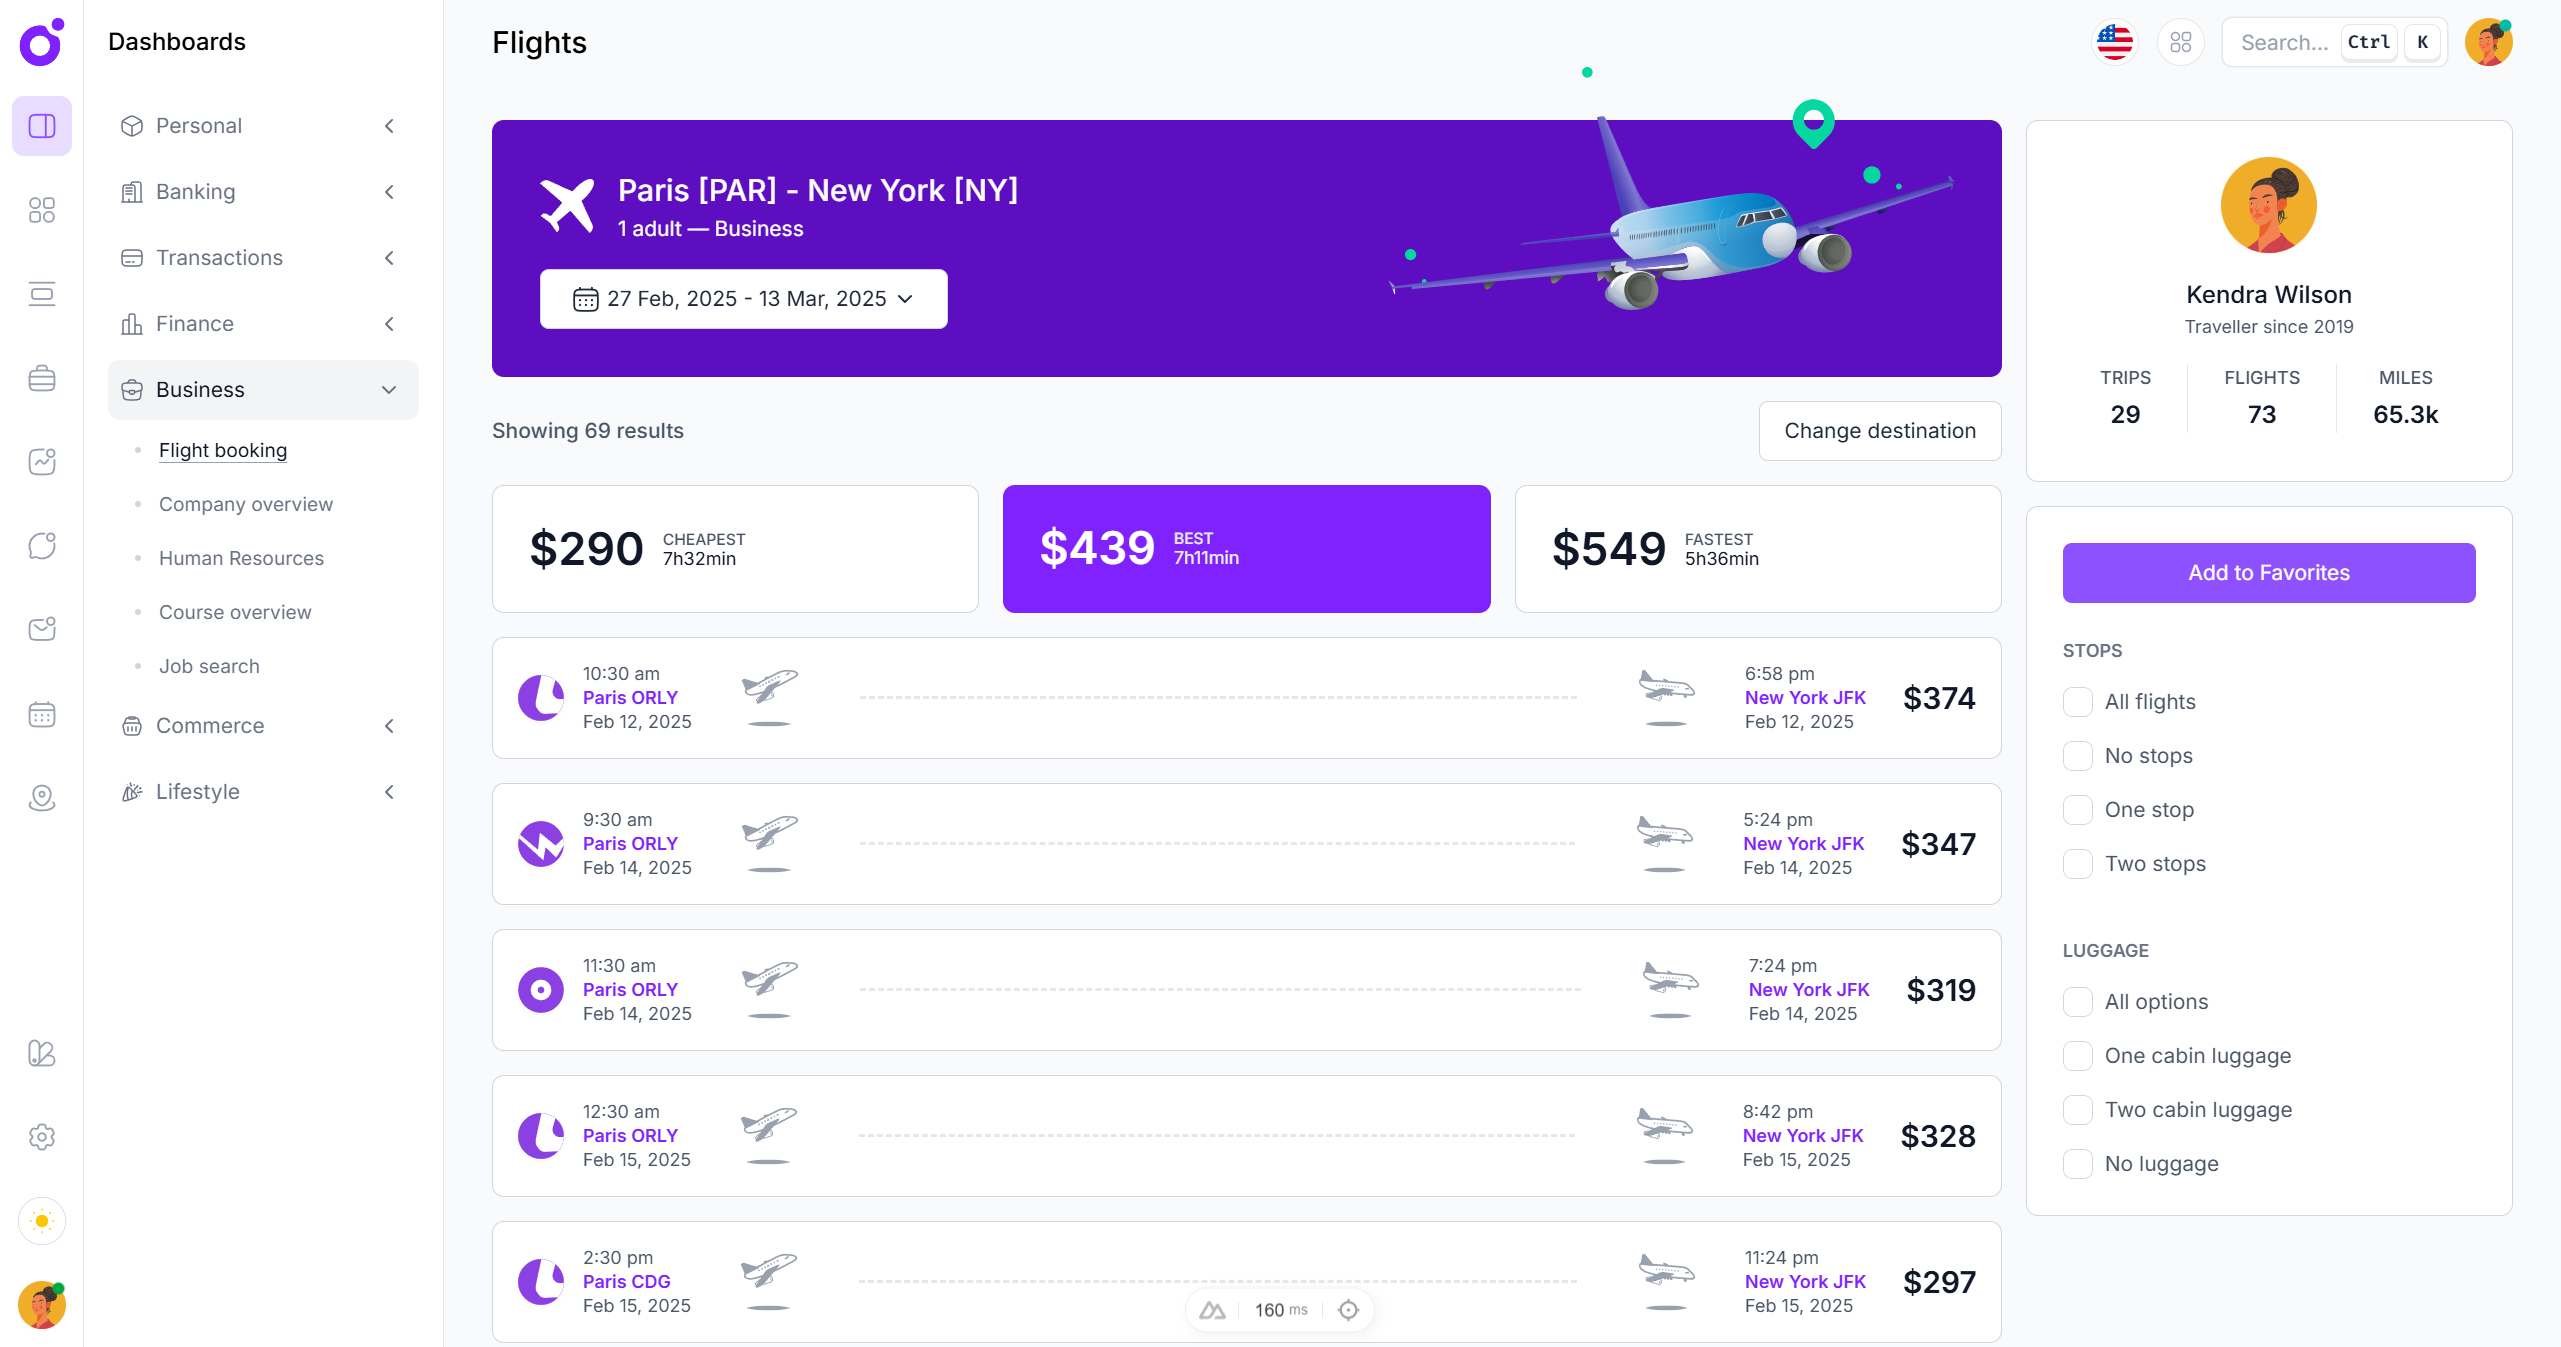 Dashboards
Personal
Banking
Transactions
Finance
Business
Flight booking
Company overview
Human Resources
Course overview
Job search
Commerce
Lifestyle
Flights
Search...
Ctrl
K
Paris [PAR] - New York [NY]
1 adult — Business
27 Feb, 2025 - 13 Mar, 2025
Showing 69 results
Change destination
$290
CHEAPEST
7h32min
$439
BEST
7h11min
$549
FASTEST
5h36min
10:30 am
Paris ORLY
Feb 12, 2025
6:58 pm
New York JFK
Feb 12, 2025
$374
9:30 am
Paris ORLY
Feb 14, 2025
5:24 pm
New York JFK
Feb 14, 2025
$347
11:30 am
Paris ORLY
Feb 14, 2025
7:24 pm
New York JFK
Feb 14, 2025
$319
12:30 am
Paris ORLY
Feb 15, 2025
8:42 pm
New York JFK
Feb 15, 2025
$328
2:30 pm
Paris CDG
Feb 15, 2025
11:24 pm
New York JFK
Feb 15, 2025
$297
160 ms
Kendra Wilson
Traveller since 2019
TRIPS
29
FLIGHTS
73
MILES
65.3k
Add to Favorites
STOPS
All flights
No stops
One stop
Two stops
LUGGAGE
All options
One cabin luggage
Two cabin luggage
No luggage